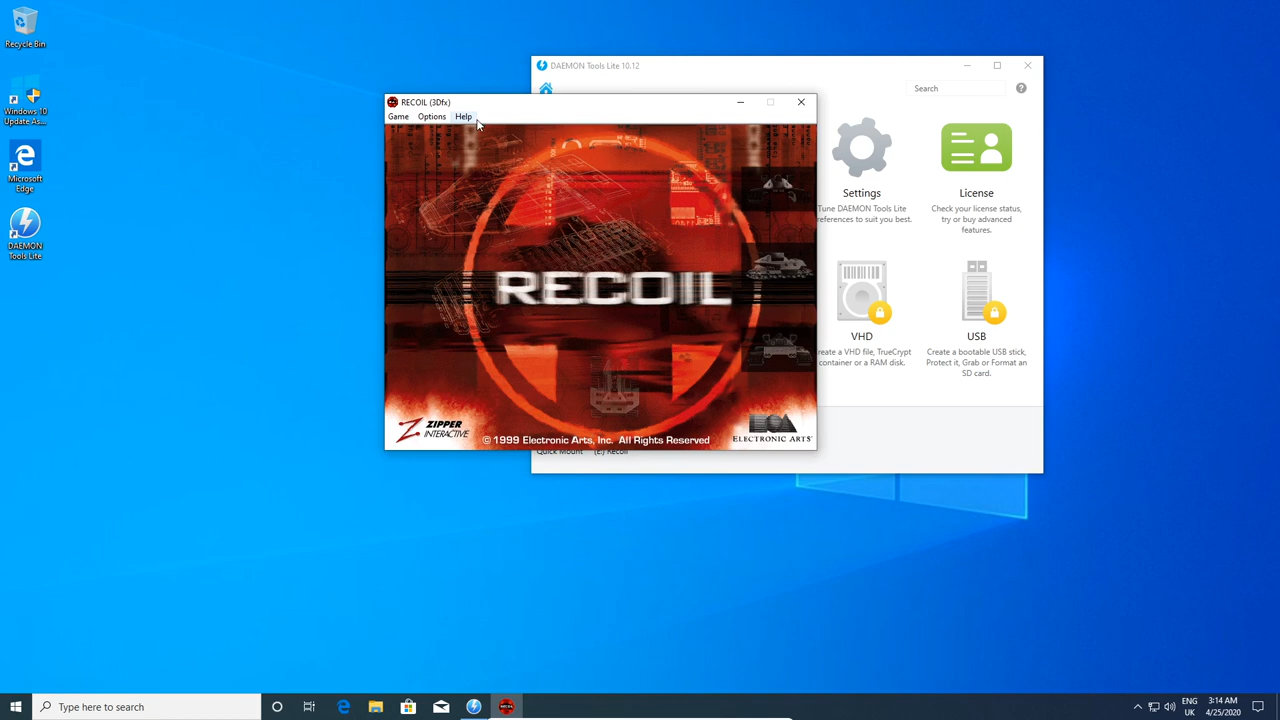 Recycle Bin
Windows 10
Update As...
Microsoft
Edge
DAEMON
Tools Lite
DAEMON Tools Lite 10.12
Search
RECOIL (3Dfx)
Game Options Help
RECOIL
ZIPPER
INTERACTIVE
© 1999 Electronic Arts, Inc. All Rights Reserved
ELECTRONIC ARTS
Settings
Tune DAEMON Tools Lite
references to suit you best.
License
Check your license status,
try or buy advanced
features.
VHD
reate a VHD file, TrueCrypt
container or a RAM disk.
USB
Create a bootable USB stick,
Protect it, Grab or Format an
SD card.
Quick Mount (E:) Recoil
Type here to search
ENG
UK
3:14 AM
4/25/2020